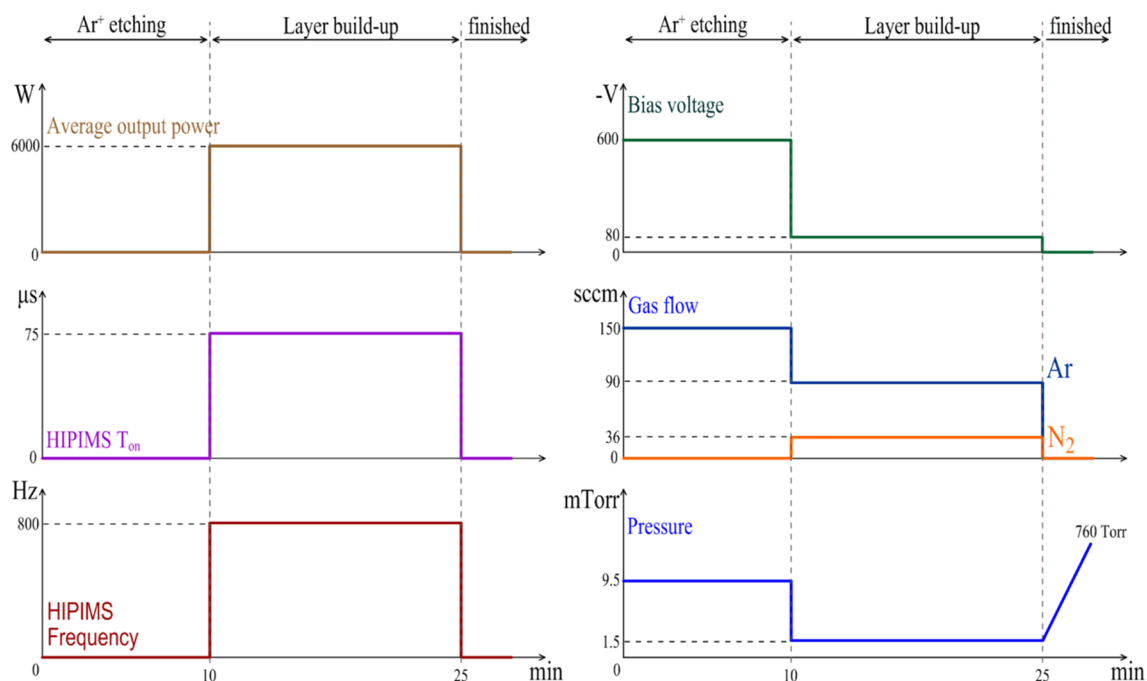 Ar⁺ etching
Layer build-up
finished
W
Average output power
6000
0
μs
75
HIPIMS Tₒₙ
0
Hz
800
HIPIMS
Frequency
0
10
25
min
Ar⁺ etching
Layer build-up
finished
-V
Bias voltage
600
80
0
sccm
Gas flow
150
Ar
90
N₂
36
0
mTorr
Pressure
760 Torr
9.5
1.5
0
10
25
min